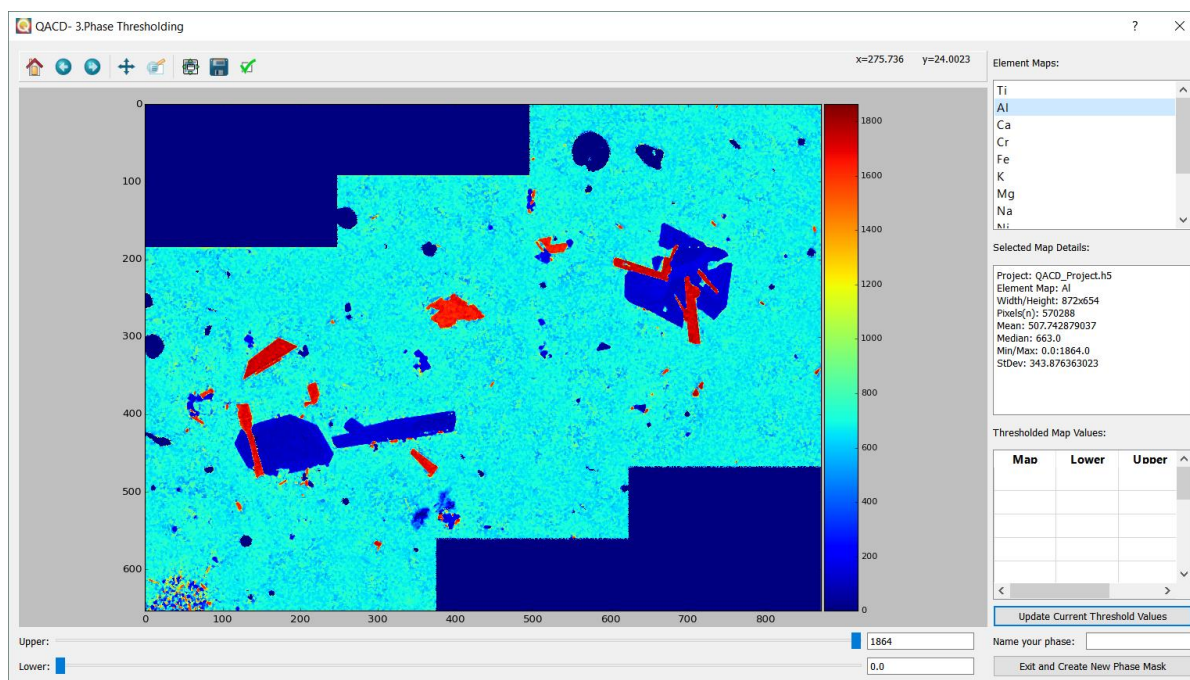 QACD- 3.Phase Thresholding
?
x=275.736 y=24.0023
Element Maps:
Ti
Al
Ca
Cr
Fe
K
Mg
Na
Ni
Selected Map Details:
Project: QACD_Project.h5
Element Map: Al
Width/Height: 872x654
Pixels(n): 570288
Mean: 507.742879037
Median: 663.0
Min/Max: 0.0:1864.0
StDev: 343.876363023
Thresholded Map Values:
Map Lower Upper
Update Current Threshold Values
Name your phase:
Exit and Create New Phase Mask
0
100
200
300
400
500
600
0 100 200 300 400 500 600 700 800
1800
1600
1400
1200
1000
800
600
400
200
0
Upper: 1864
Lower: 0.0